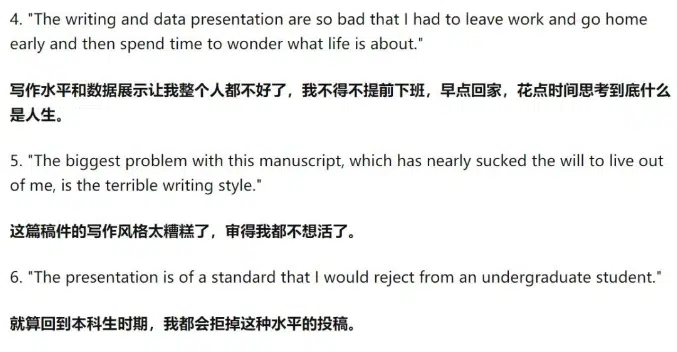 4. "The writing and data presentation are so bad that I had to leave work and go home
early and then spend time to wonder what life is about."
写作水平和数据展示让我整个人都不好了，我不得不提前下班，早点回家，花点时间思考到底什么
是人生。
5. "The biggest problem with this manuscript, which has nearly sucked the will to live out
of me, is the terrible writing style."
这篇稿件的写作风格太糟糕了，审得我都不想活了。
6. "The presentation is of a standard that I would reject from an undergraduate student."
就算回到本科生时期，我都会拒掉这种水平的投稿。